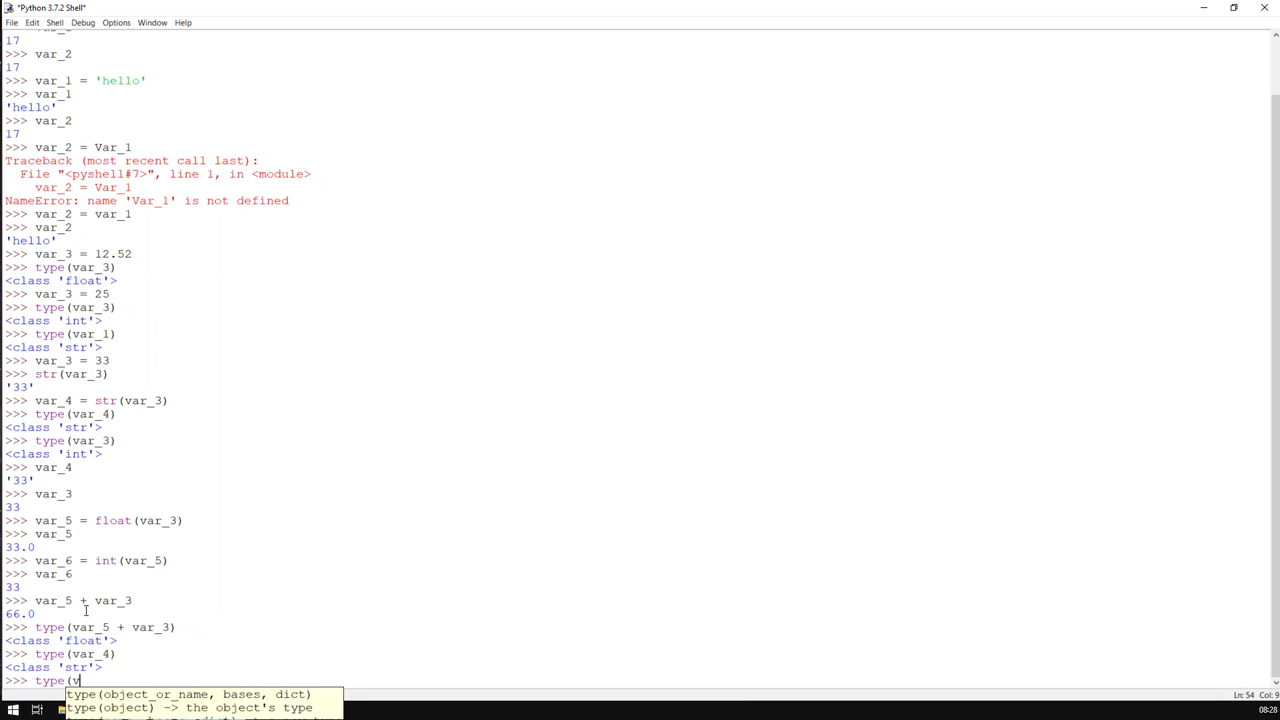 *Python 3.7.2 Shell*
File Edit Shell Debug Options Window Help
17
>>> var_2
17
>>> var_1 = 'hello'
>>> var_1
'hello'
>>> var_2
17
>>> var_2 = Var_1
Traceback (most recent call last):
  File "<pyshell#7>", line 1, in <module>
    var_2 = Var_1
NameError: name 'Var_1' is not defined
>>> var_2 = var_1
>>> var_2
'hello'
>>> var_3 = 12.52
>>> type(var_3)
<class 'float'>
>>> var_3 = 25
>>> type(var_3)
<class 'int'>
>>> type(var_1)
<class 'str'>
>>> var_3 = 33
>>> str(var_3)
'33'
>>> var_4 = str(var_3)
>>> type(var_4)
<class 'str'>
>>> type(var_3)
<class 'int'>
>>> var_4
'33'
>>> var_3
33
>>> var_5 = float(var_3)
>>> var_5
33.0
>>> var_6 = int(var_5)
>>> var_6
33
>>> var_5 + var_3
66.0
>>> type(var_5 + var_3)
<class 'float'>
>>> type(var_4)
<class 'str'>
>>> type(v
type(object_or_name, bases, dict)
type(object) -> the object's type
Ln: 54 Col: 9
08:28